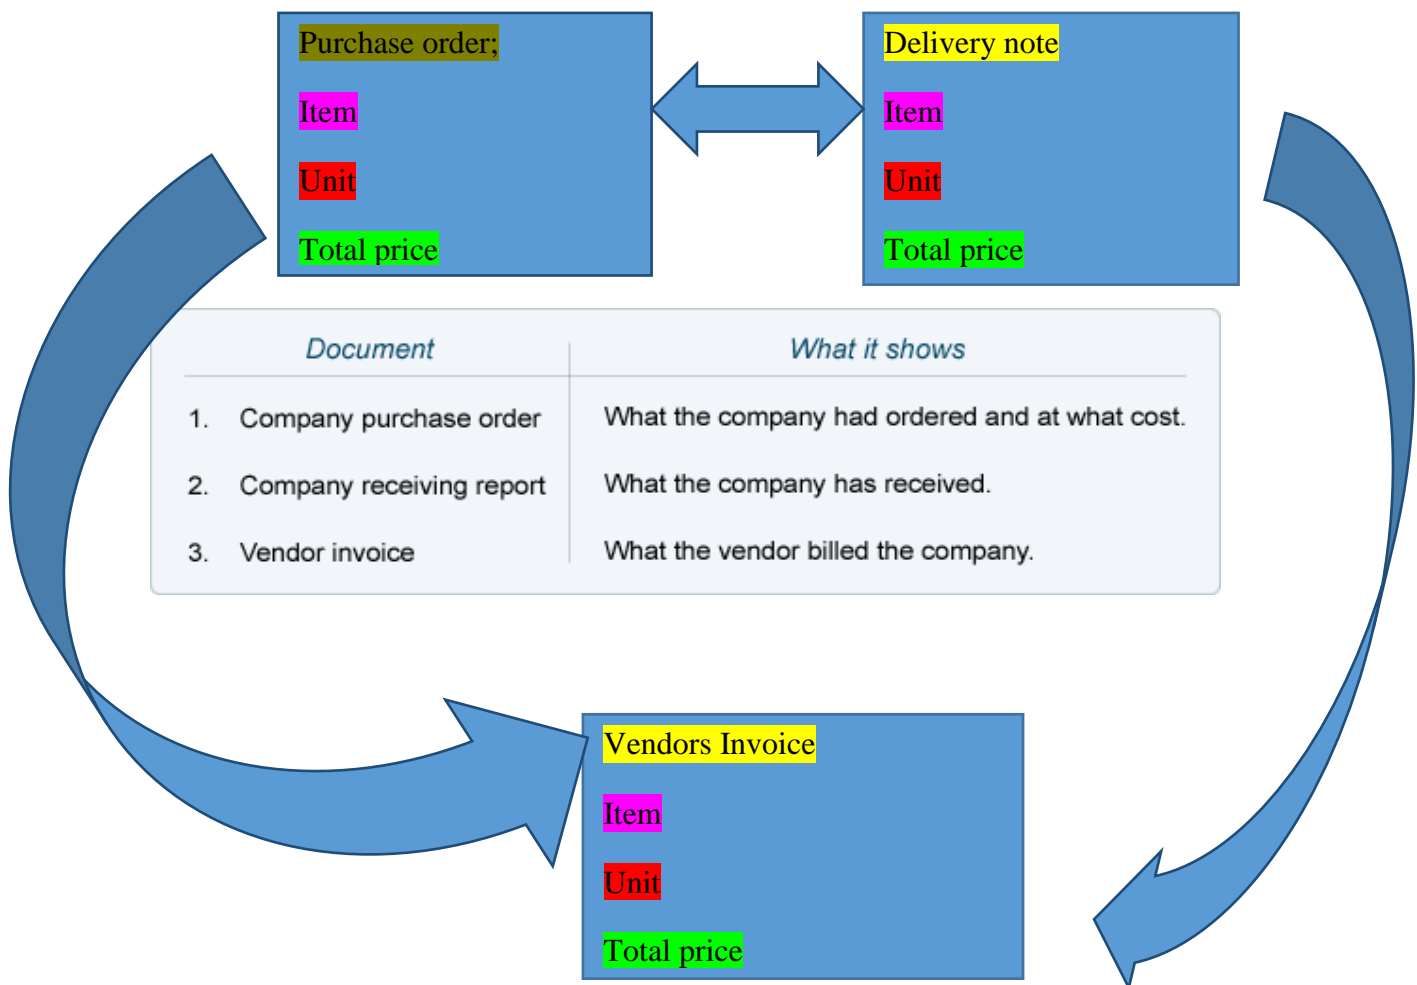 Purchase order;
Item
Unit
Total price
Delivery note
Item
Unit
Total price
Document What it shows
1. Company purchase order What the company had ordered and at what cost.
2. Company receiving report What the company has received.
3. Vendor invoice What the vendor billed the company.
Vendors Invoice
Item
Unit
Total price